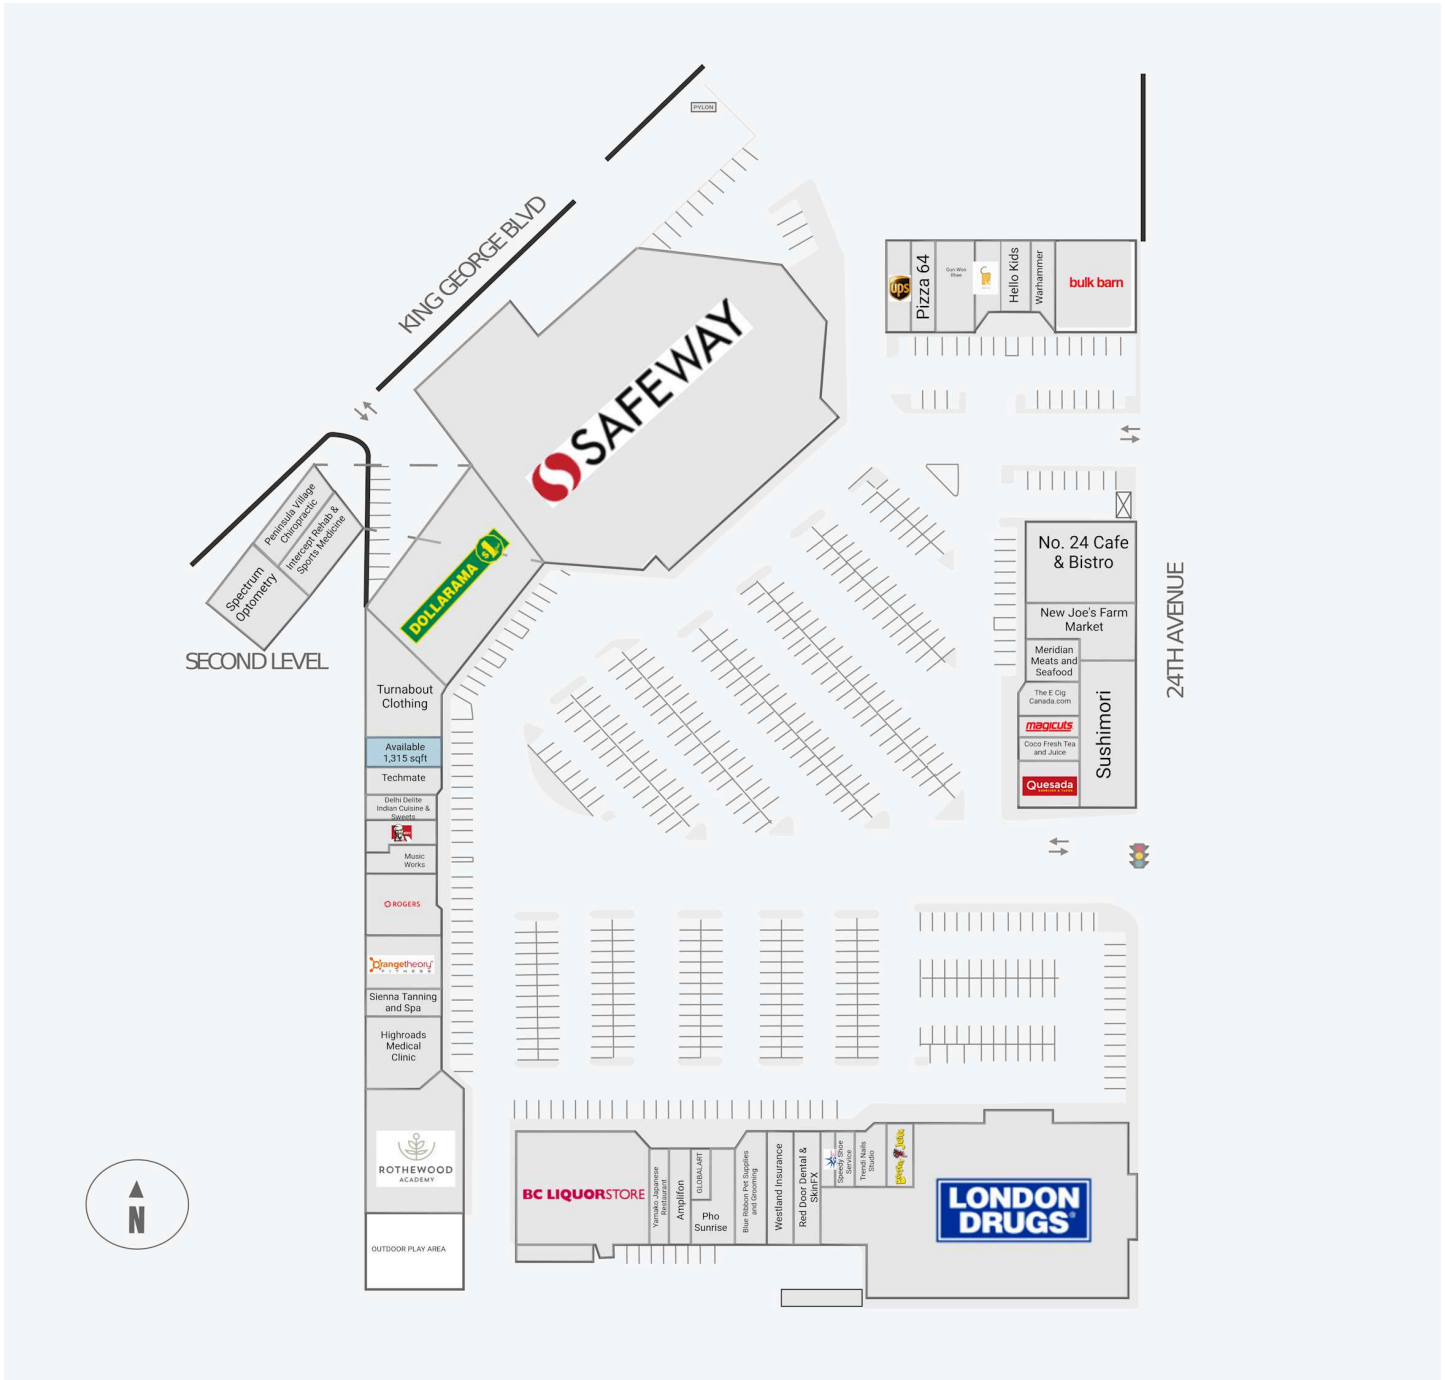 PYLON
KING GEORGE BLVD
SAFEWAY
ups
Pizza 64
Gun Woo
Rhee
Hello Kids
Warhammer
bulk barn
Peninsula Village
Chiropractic
Intercept Rehab &
Sports Medicine
Spectrum
Optometry
SECOND LEVEL
DOLLARAMA $1
Turnabout
Clothing
Available
1,315 sqft
Techmate
Delhi Delite
Indian Cuisine &
Sweets
Music
Works
ROGERS
Orangetheory
FITNESS
Sienna Tanning
and Spa
Highroads
Medical
Clinic
ROTHEWOOD
ACADEMY
OUTDOOR PLAY AREA
N
No. 24 Cafe
& Bistro
New Joe's Farm
Market
Meridian
Meats and
Seafood
The E Cig
Canada.com
magicuts
Coco Fresh Tea
and Juice
Quesada
Sushimori
24TH AVENUE
BC LIQUORSTORE
Yamako Japanese
Restaurant
Amplifon
GLOBALART
Pho
Sunrise
Blue Ribbon Pet Supplies
and Grooming
Westland Insurance
Red Door Dental &
SkinFX
Speedy Shoe
Service
Trendi Nails
Studio
LONDON
DRUGS